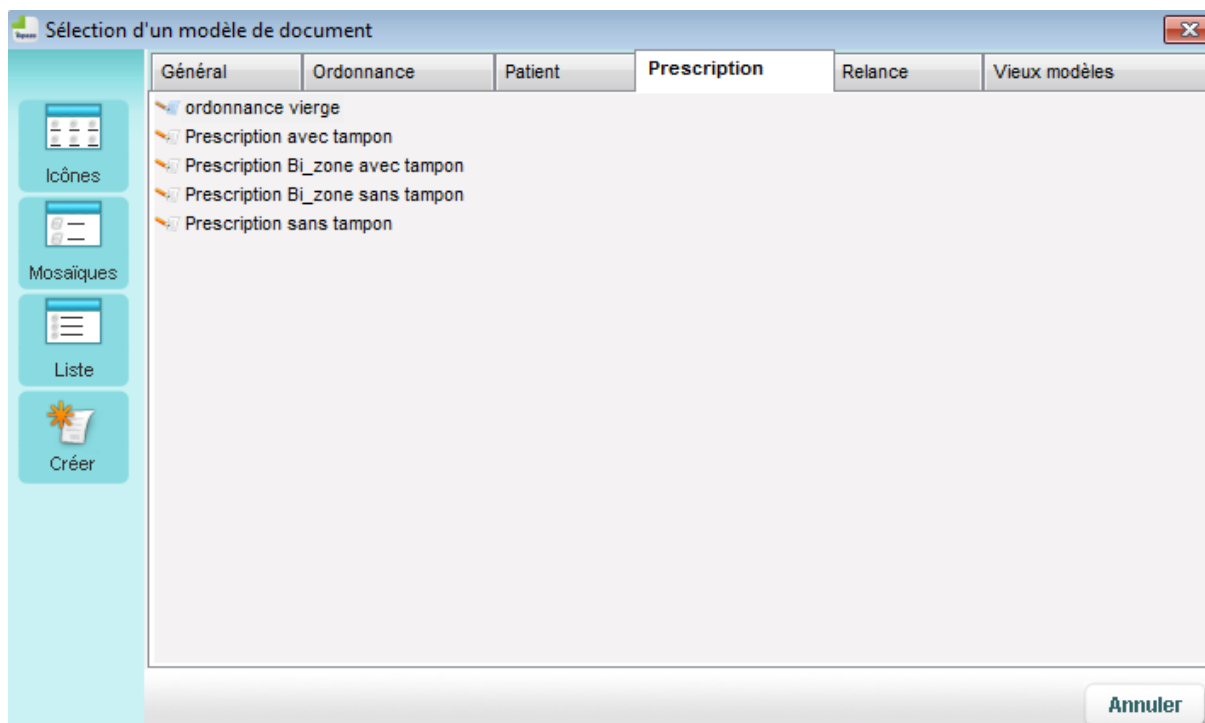 Sélection d'un modèle de document
Général Ordonnance Patient Prescription Relance Vieux modèles
ordonnance vierge
Prescription avec tampon
Prescription Bi_zone avec tampon
Prescription Bi_zone sans tampon
Prescription sans tampon
Icônes
Mosaïques
Liste
Créer
Annuler